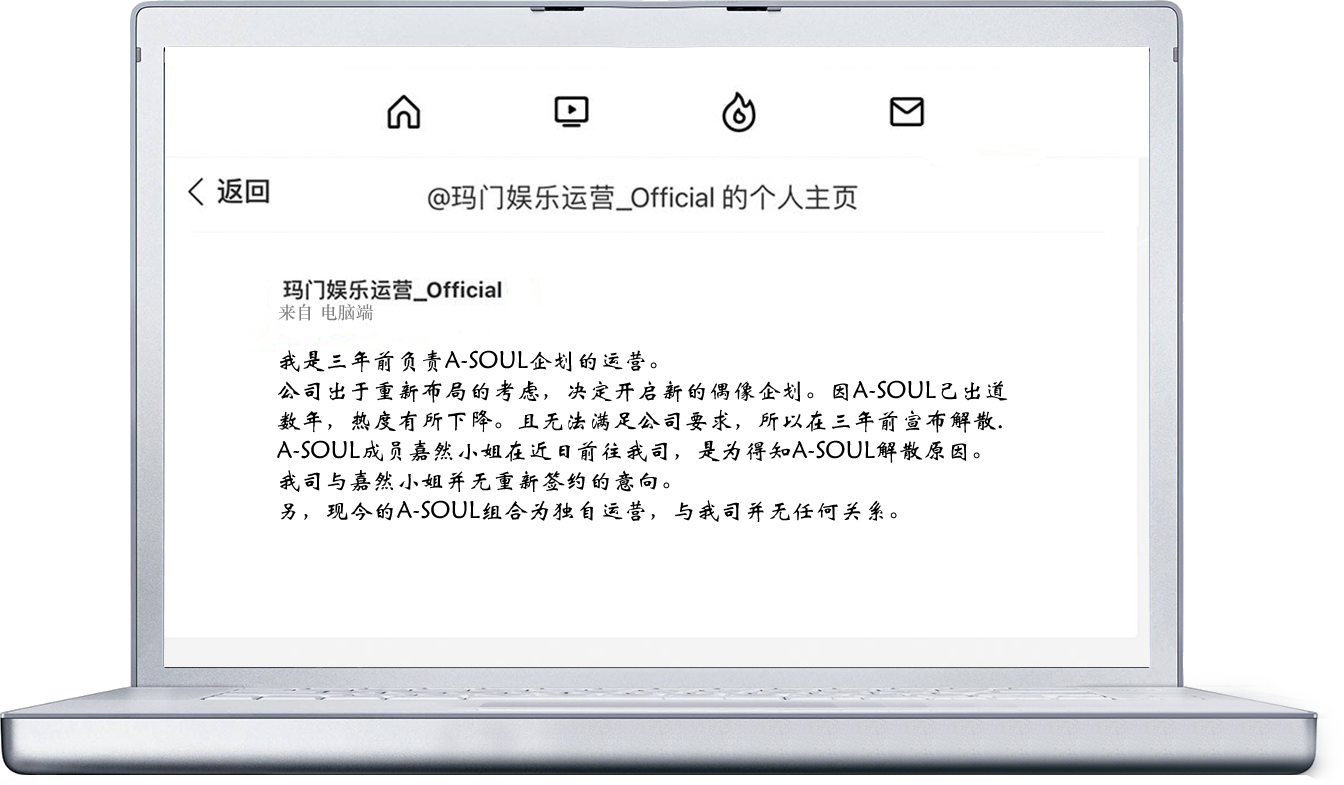 返回
@玛门娱乐运营_Official 的个人主页
玛门娱乐运营_Official
来自 电脑端
我是三年前负责A-SOUL企划的运营。
公司出于重新布局的考虑，决定开启新的偶像企划。因A-SOUL已出道
数年，热度有所下降。且无法满足公司要求，所以在三年前宣布解散.
A-SOUL成员嘉然小姐在近日前往我司，是为得知A-SOUL解散原因。
我司与嘉然小姐并无重新签约的意向。
另，现今的A-SOUL组合为独自运营，与我司并无任何关系。